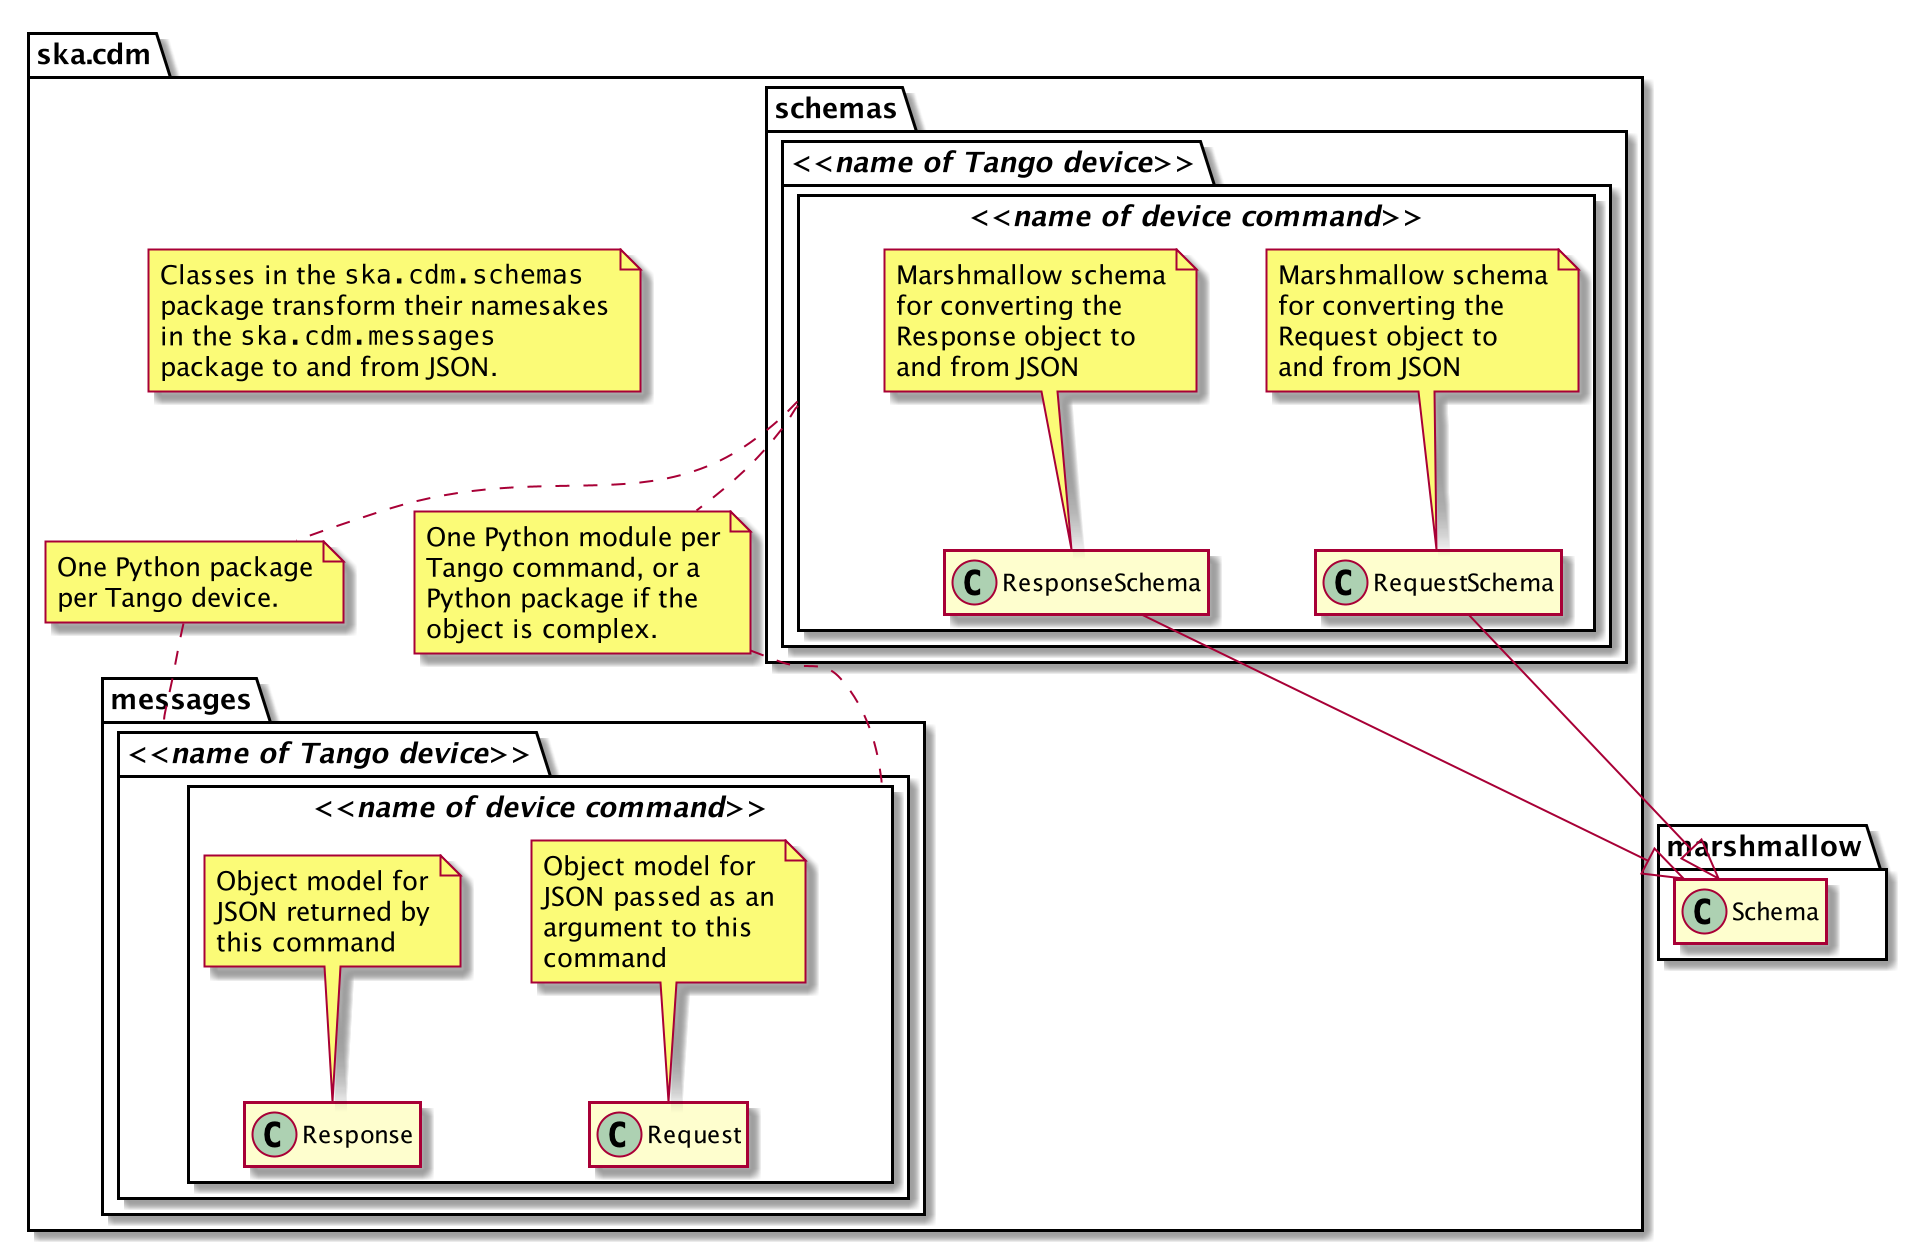 ska.cdm
schemas
<<name of Tango device>>
<<name of device command>>
Classes in the ska.cdm.schemas
package transform their namesakes
in the ska.cdm.messages
package to and from JSON.
Marshmallow schema
for converting the
Response object to
and from JSON
Marshmallow schema
for converting the
Request object to
and from JSON
One Python package
per Tango device.
One Python module per
Tango command, or a
Python package if the
object is complex.
C ResponseSchema
C RequestSchema
messages
<<name of Tango device>>
<<name of device command>>
Object model for
JSON returned by
this command
Object model for
JSON passed as an
argument to this
command
marshmallow
C Schema
C Response
C Request